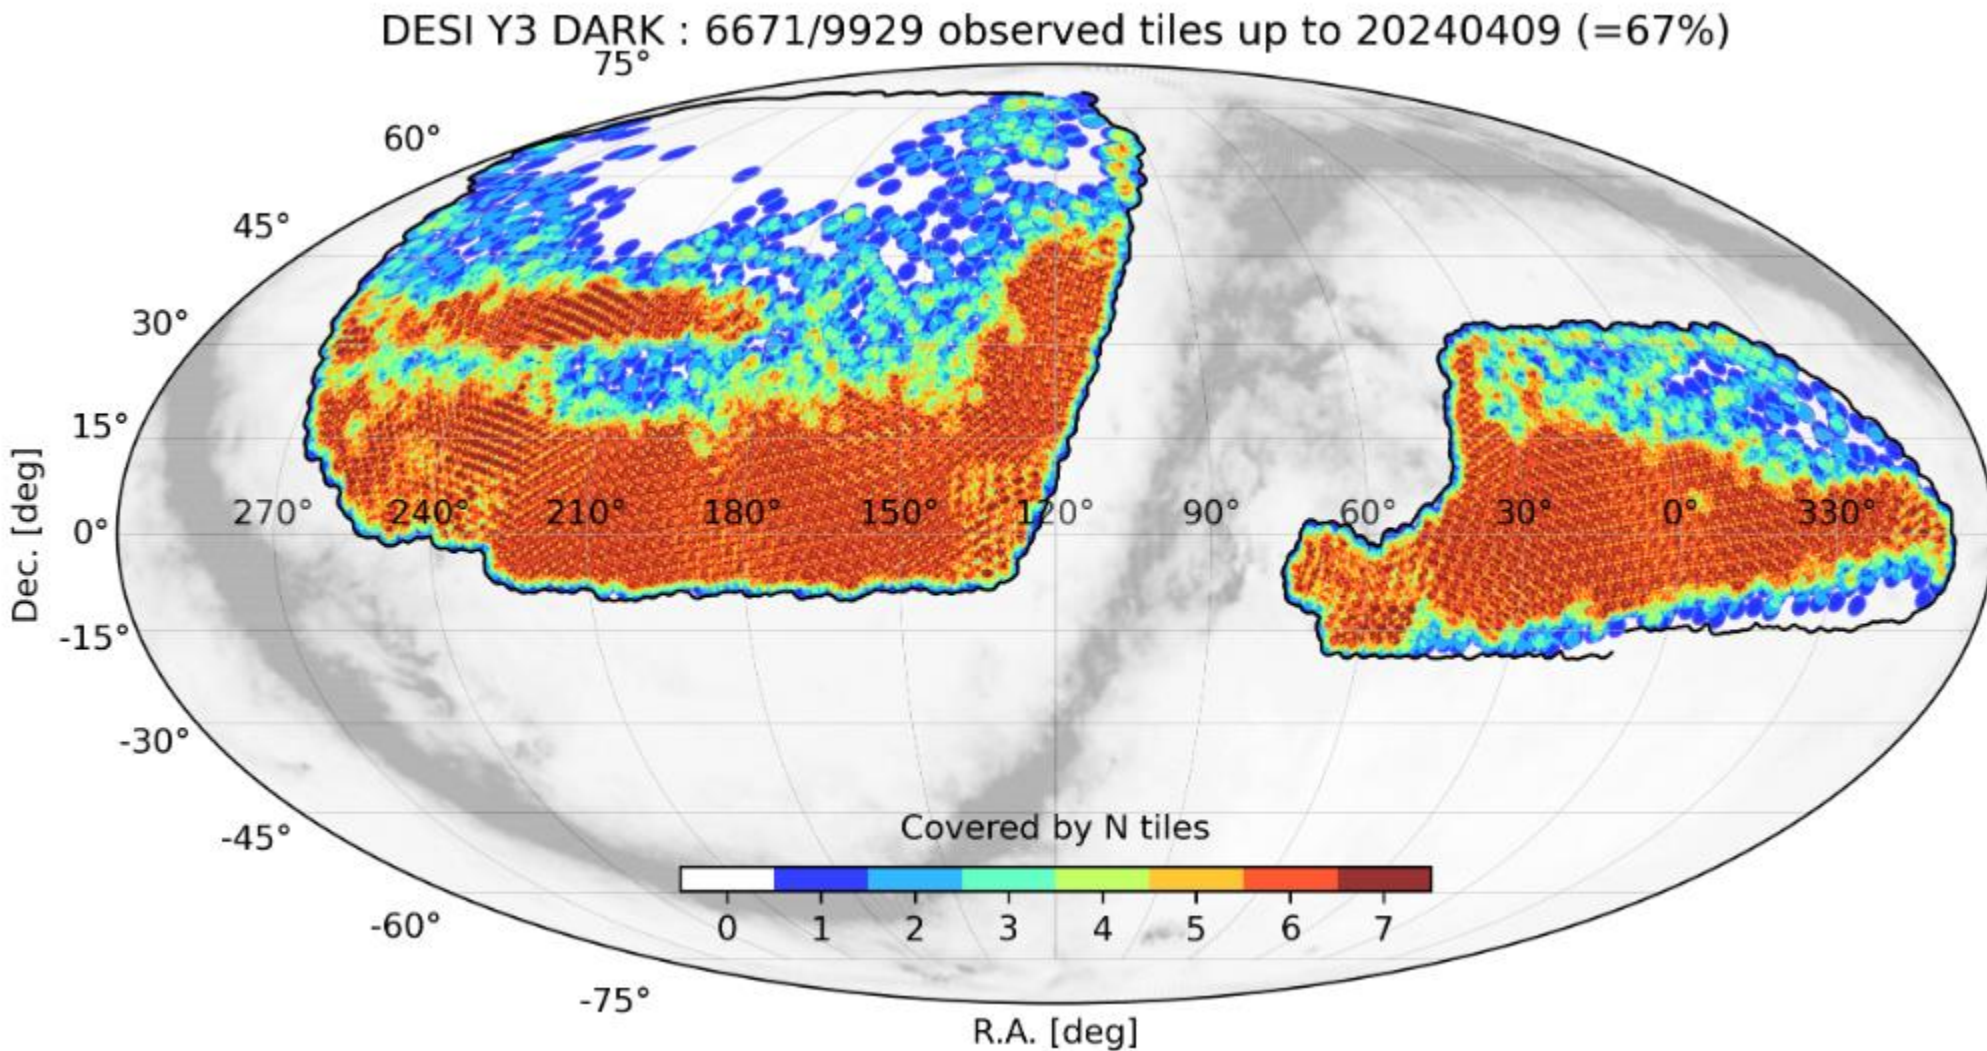 DESI Y3 DARK : 6671/9929 observed tiles up to 20240409 (=67%)
75°
60°
45°
30°
15°
0°
-15°
-30°
-45°
-60°
-75°
Dec. [deg]
270° 240° 210° 180° 150° 120° 90° 60° 30° 0° 330°
Covered by N tiles
0 1 2 3 4 5 6 7
R.A. [deg]